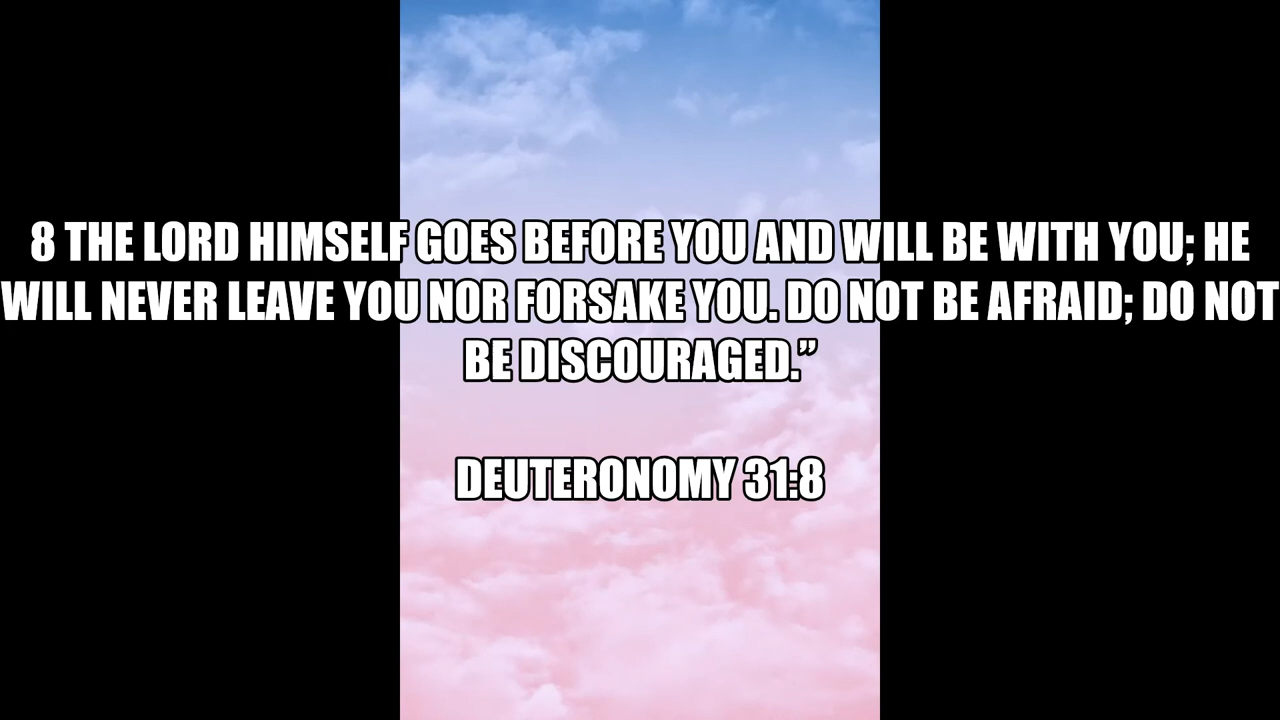 8 THE LORD HIMSELF GOES BEFORE YOU AND WILL BE WITH YOU; HE
WILL NEVER LEAVE YOU NOR FORSAKE YOU. DO NOT BE AFRAID; DO NOT
BE DISCOURAGED.”
DEUTERONOMY 31:8